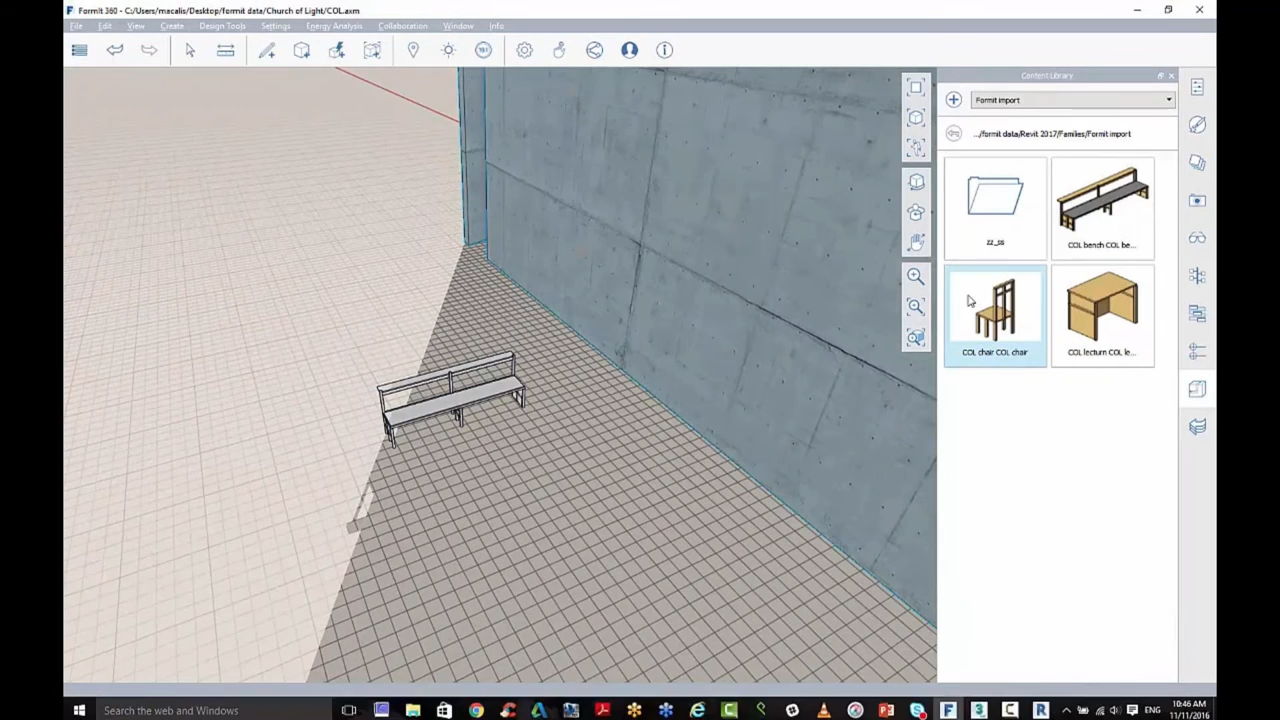 FormIt 360 - C:/Users/macalis/Desktop/formit data/Church of Light/COL.axm
File Edit View Create Design Tools Settings Energy Analysis Collaboration Window Info
Content Library
Formit import
.../formit data/Revit 2017/Families/Formit import
zz_ss
COL bench COL be...
COL chair COL chair
COL lecturn COL le...
Search the web and Windows
ENG
10:46 AM
11/11/2016